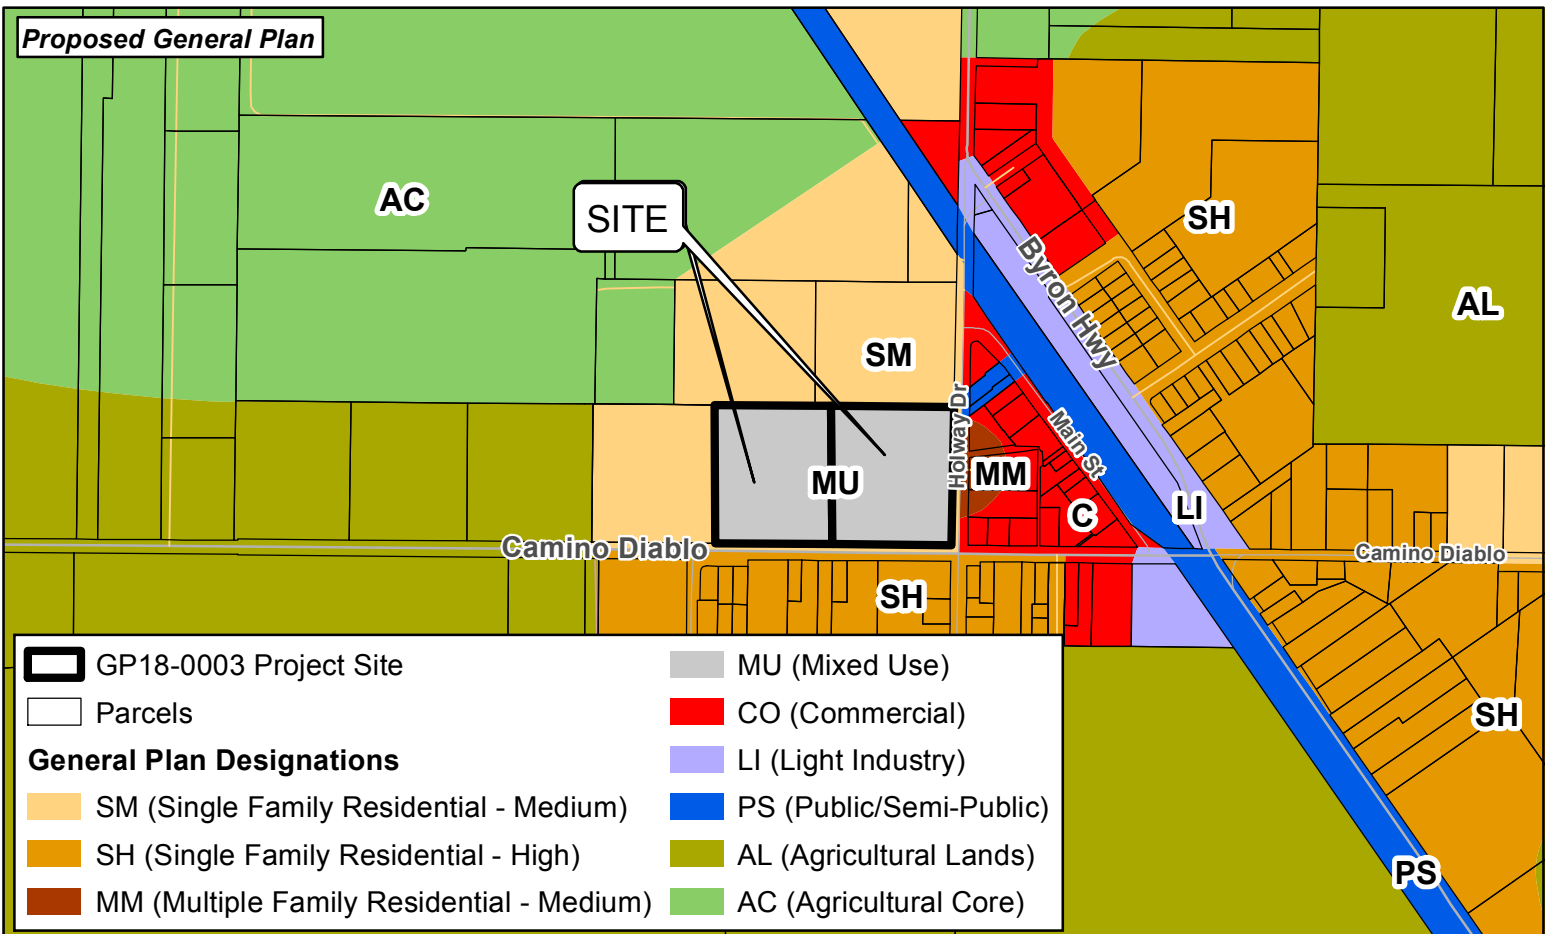 Proposed General Plan
AC
SITE
SH
Byron Hwy
AL
SM
Holway Dr
Main St
MU
MM
C
LI
Camino Diablo
Camino Diablo
SH
SH
PS
GP18-0003 Project Site
Parcels
General Plan Designations
SM (Single Family Residential - Medium)
SH (Single Family Residential - High)
MM (Multiple Family Residential - Medium)
MU (Mixed Use)
CO (Commercial)
LI (Light Industry)
PS (Public/Semi-Public)
AL (Agricultural Lands)
AC (Agricultural Core)